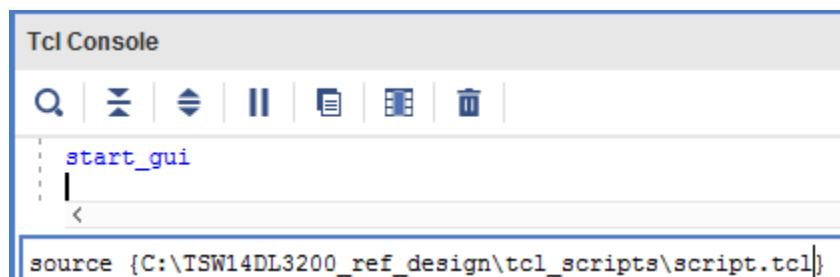 Tcl Console
start_gui
source {C:\TSW14DL3200_ref_design\tcl_scripts\script.tcl}